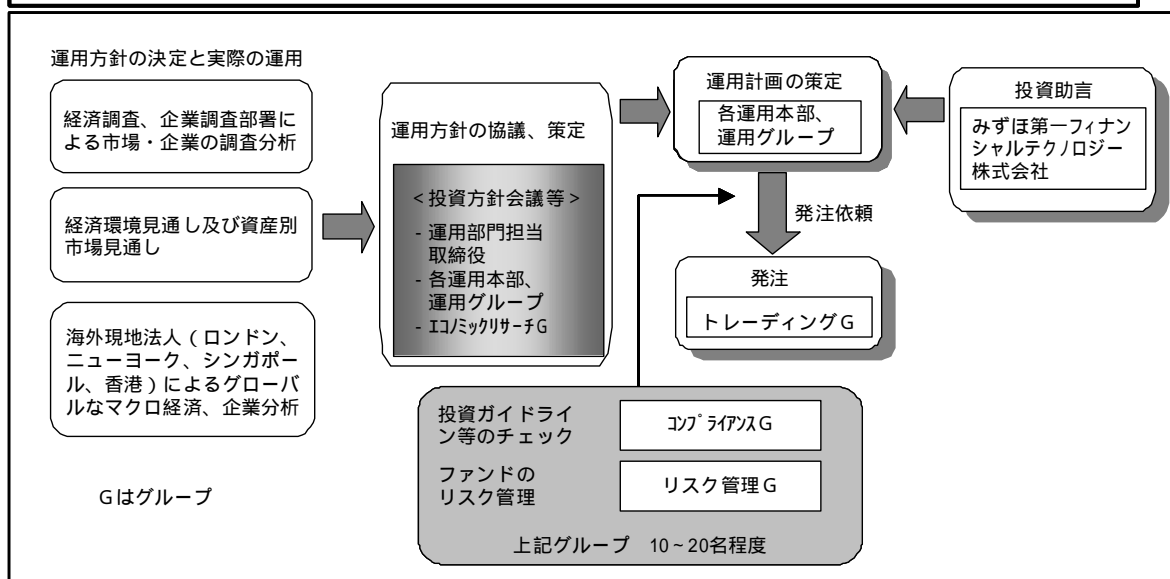 運用方針の決定と実際の運用
経済調査、企業調査部署に
よる市場・企業の調査分析
経済環境見通し及び資産別
市場見通し
海外現地法人（ロンドン、
ニューヨーク、シンガポー
ル、香港）によるグローバ
ルなマクロ経済、企業分析
Gはグループ
運用方針の協議、策定
＜投資方針会議等＞
- 運用部門担当
取締役
- 各運用本部、
運用グループ
- ｴｺﾉﾐｯｸﾘｻｰﾁG
運用計画の策定
各運用本部、
運用グループ
発注依頼
発注
トレーディングG
投資助言
みずほ第一フィナン
シャルテクノロジー
株式会社
投資ガイドライ
ン等のチェック
ｺﾝﾌﾟﾗｲｱﾝｽG
ファンドの
リスク管理
リスク管理G
上記グループ 10～20名程度